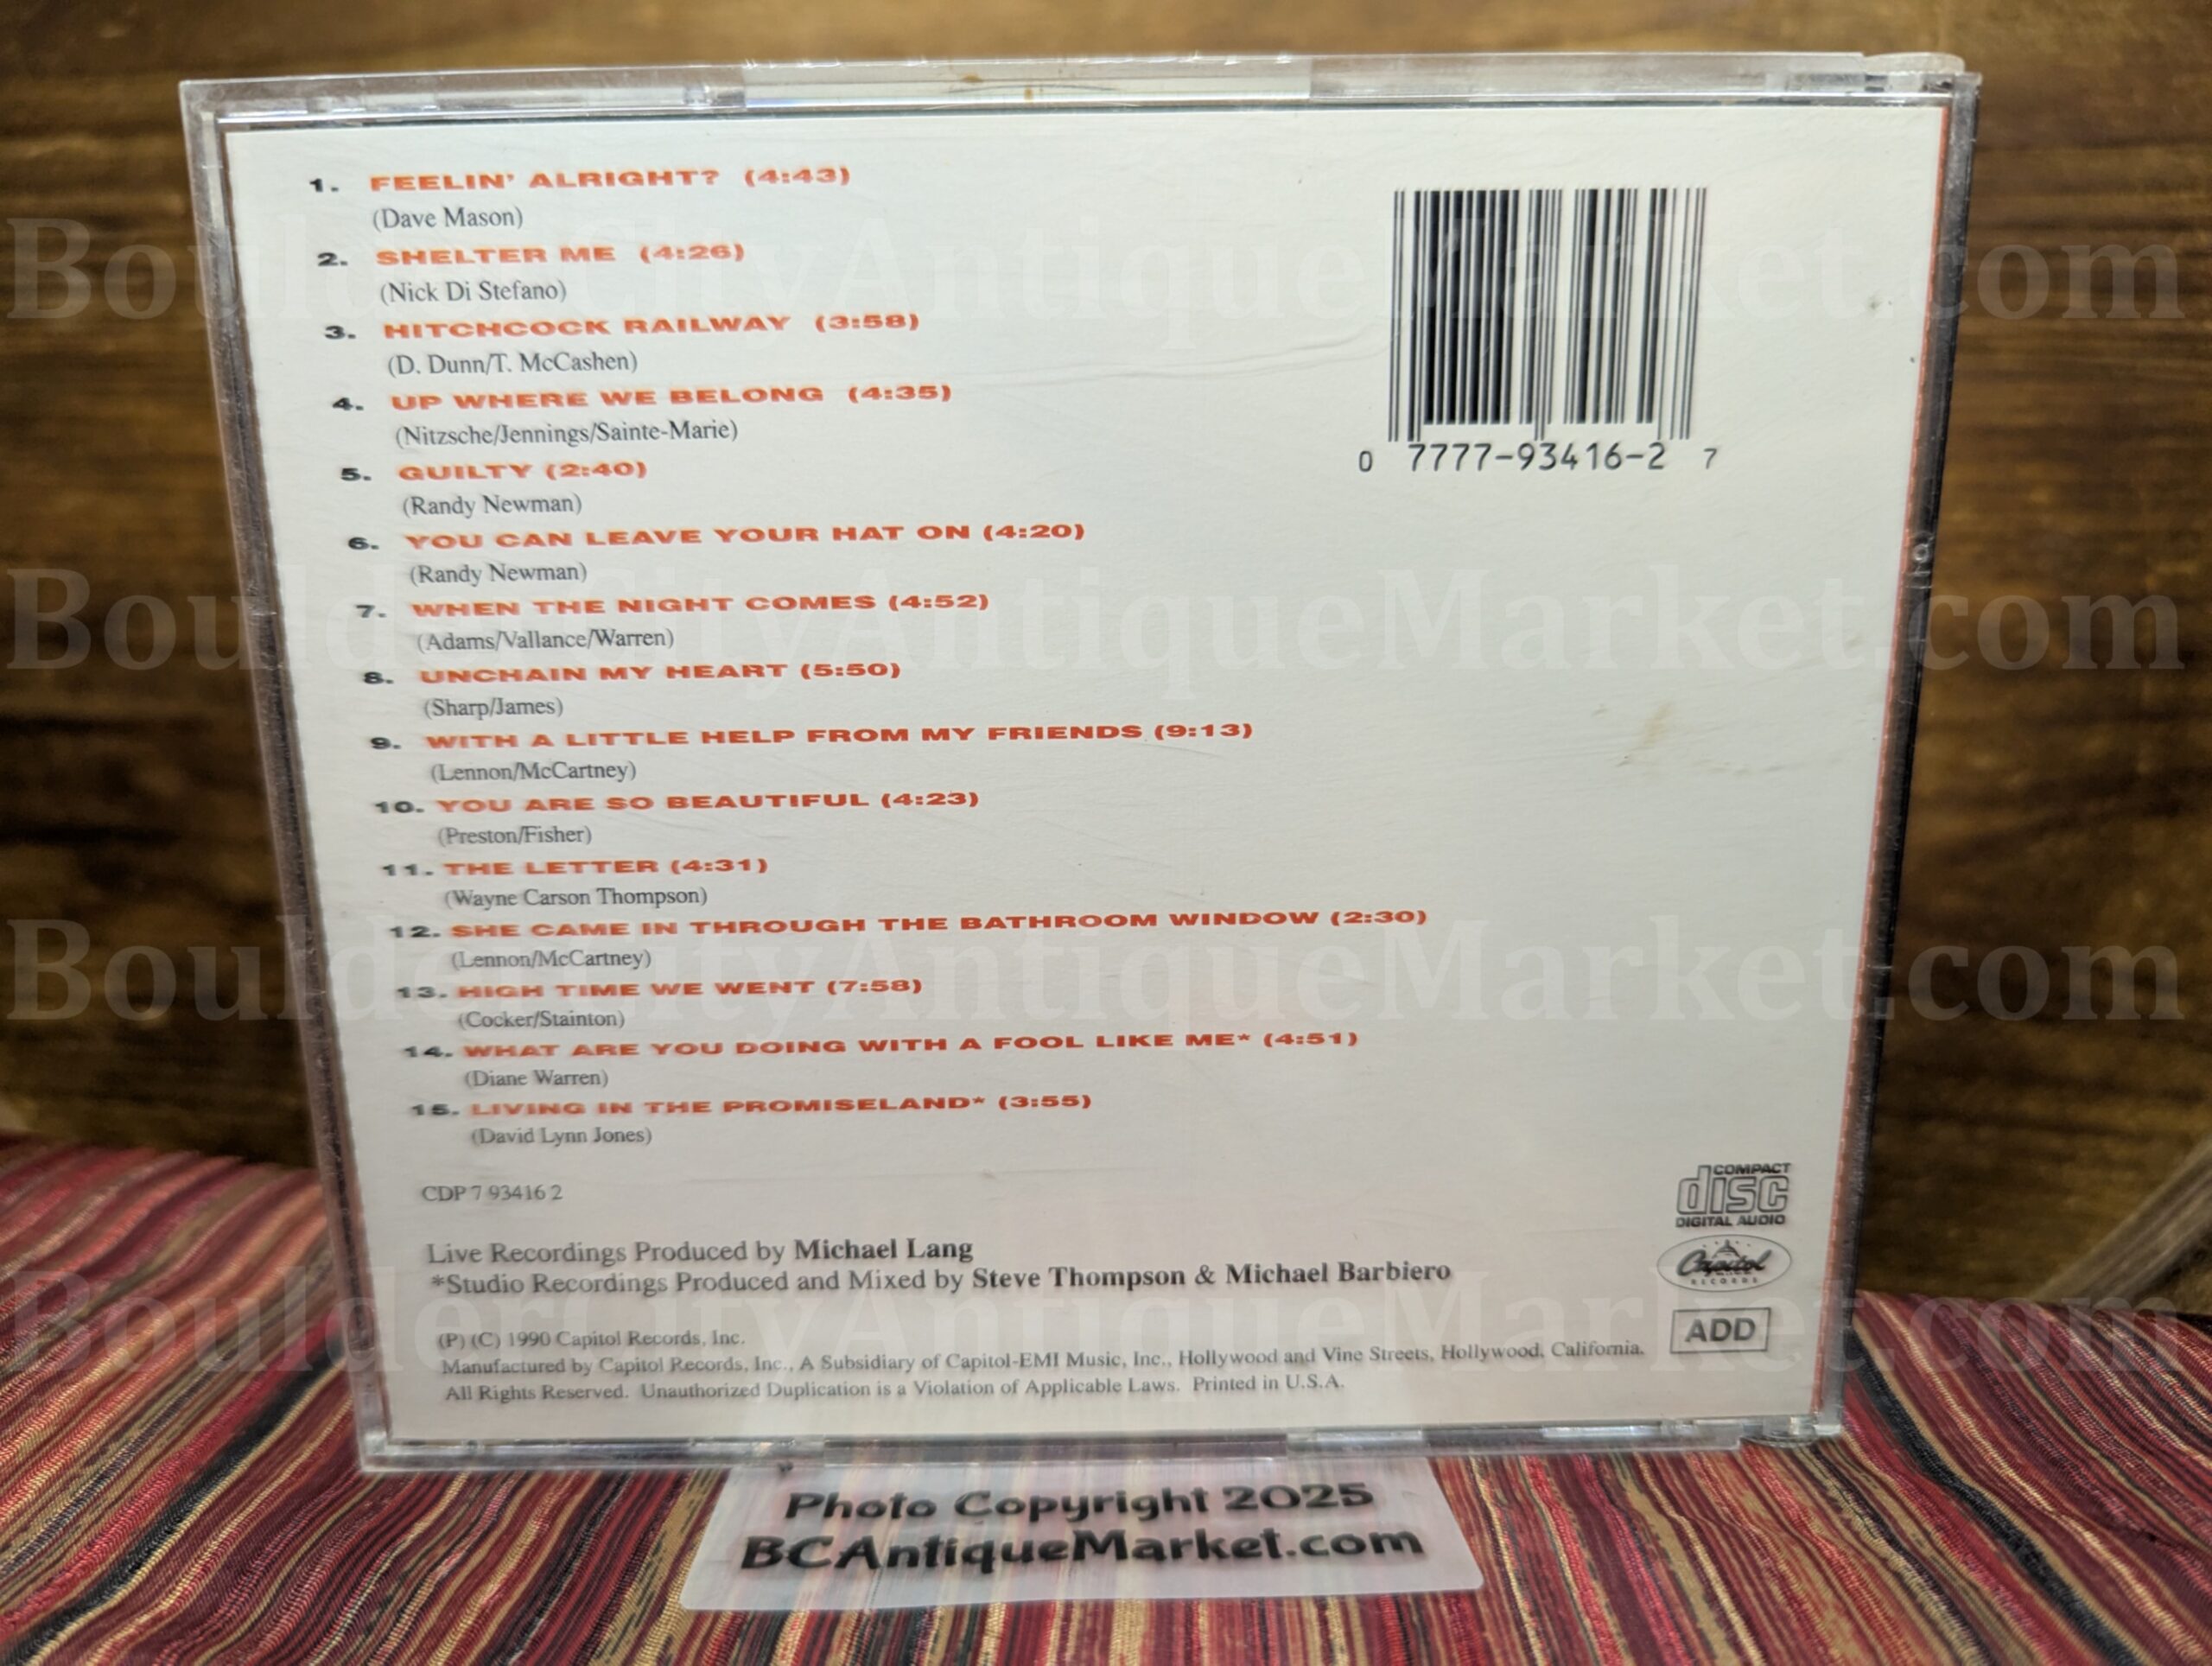 1. FEELIN' ALRIGHT? (4:43)
(Dave Mason)
2. SHELTER ME (4:26)
(Nick Di Stefano)
3. HITCHCOCK RAILWAY (3:58)
(D. Dunn/T. McCashen)
4. UP WHERE WE BELONG (4:35)
(Nitzsche/Jennings/Sainte-Marie)
5. GUILTY (2:40)
(Randy Newman)
6. YOU CAN LEAVE YOUR HAT ON (4:20)
(Randy Newman)
7. WHEN THE NIGHT COMES (4:52)
(Adams/Vallance/Warren)
8. UNCHAIN MY HEART (5:50)
(Sharp/James)
9. WITH A LITTLE HELP FROM MY FRIENDS (9:13)
(Lennon/McCartney)
10. YOU ARE SO BEAUTIFUL (4:23)
(Preston/Fisher)
11. THE LETTER (4:31)
(Wayne Carson Thompson)
12. SHE CAME IN THROUGH THE BATHROOM WINDOW (2:30)
(Lennon/McCartney)
13. HIGH TIME WE WENT (7:58)
(Cocker/Stainton)
14. WHAT ARE YOU DOING WITH A FOOL LIKE ME* (4:51)
(Diane Warren)
15. LIVING IN THE PROMISELAND* (3:55)
(David Lynn Jones)
0 7777-93416-2 7
CDP 7 93416 2
Live Recordings Produced by Michael Lang
*Studio Recordings Produced and Mixed by Steve Thompson & Michael Barbiero
(P) (C) 1990 Capitol Records, Inc.
Manufactured by Capitol Records, Inc., A Subsidiary of Capitol-EMI Music, Inc., Hollywood and Vine Streets, Hollywood, California.
All Rights Reserved. Unauthorized Duplication is a Violation of Applicable Laws. Printed in U.S.A.
COMPACT
disc
DIGITAL AUDIO
Capitol
RECORDS
ADD
Photo Copyright 2025
BCAntiqueMarket.com
BoulderCityAntiqueMarket.com
BoulderCityAntiqueMarket.com
BoulderCityAntiqueMarket.com
BoulderCityAntiqueMarket.com